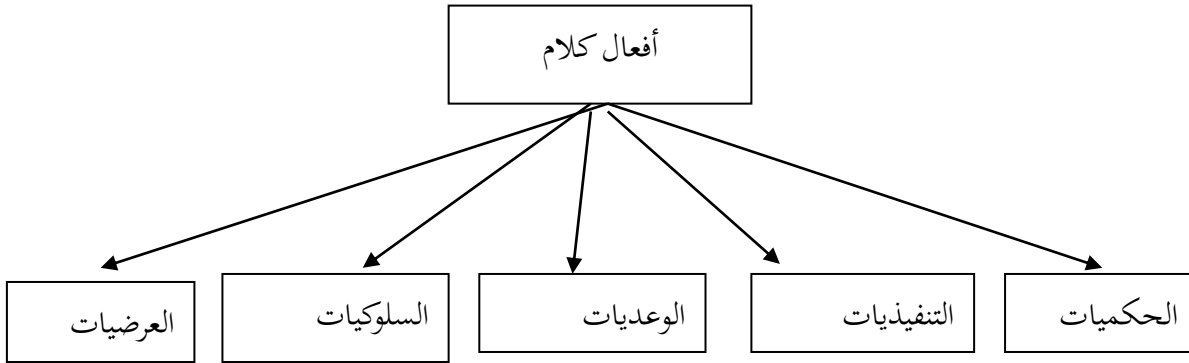 أفعال كلام
الحكميات
التنفيذيات
الوعديات
السلوكيات
العرضيات